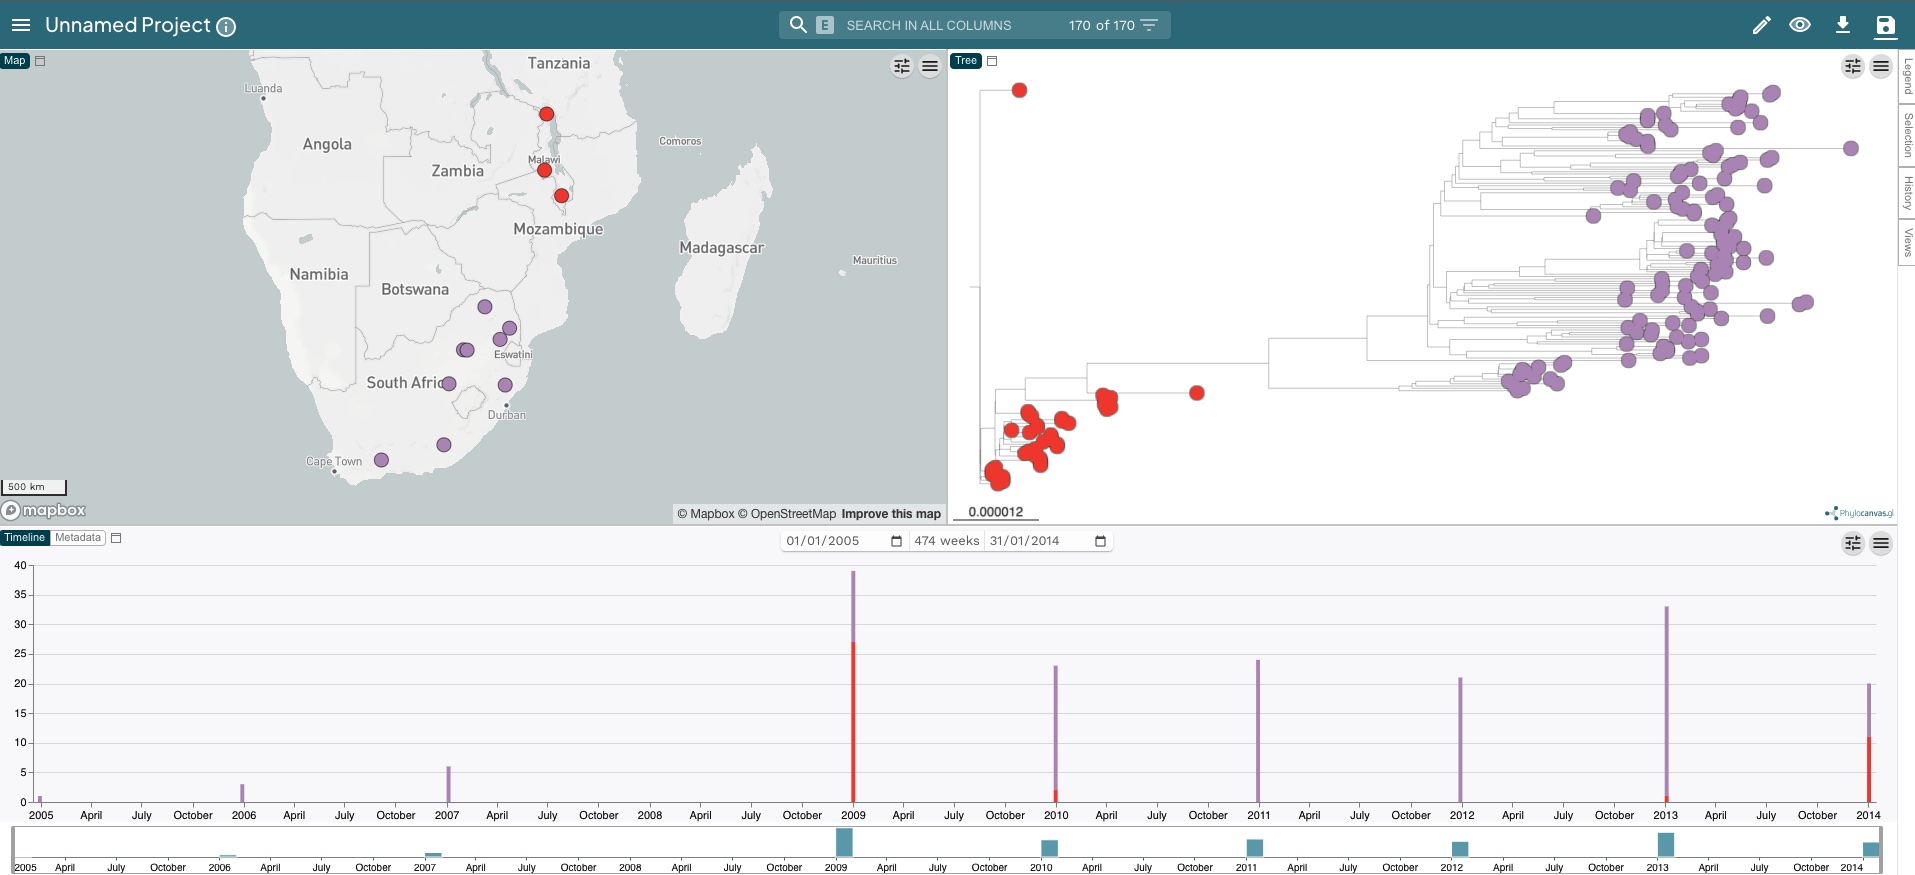 Unnamed Project
E SEARCH IN ALL COLUMNS 170 of 170
Map
Tanzania
Luanda
Angola
Comoros
Malawi
Zambia
Mozambique
Madagascar
Mauritius
Namibia
Botswana
Eswatini
South Afric
Durban
Cape Town
500 km
mapbox
© Mapbox © OpenStreetMap Improve this map
Tree
0.000012
Phylocanvas.gl
Legend
Selection
History
Views
Timeline Metadata
01/01/2005 474 weeks 31/01/2014
40
35
30
25
20
15
10
5
0
2005 April July October 2006 April July October 2007 April July October 2008 April July October 2009 April July October 2010 April July October 2011 April July October 2012 April July October 2013 April July October 2014
2005 April July October 2006 April July October 2007 April July October 2008 April July October 2009 April July October 2010 April July October 2011 April July October 2012 April July October 2013 April July October 2014